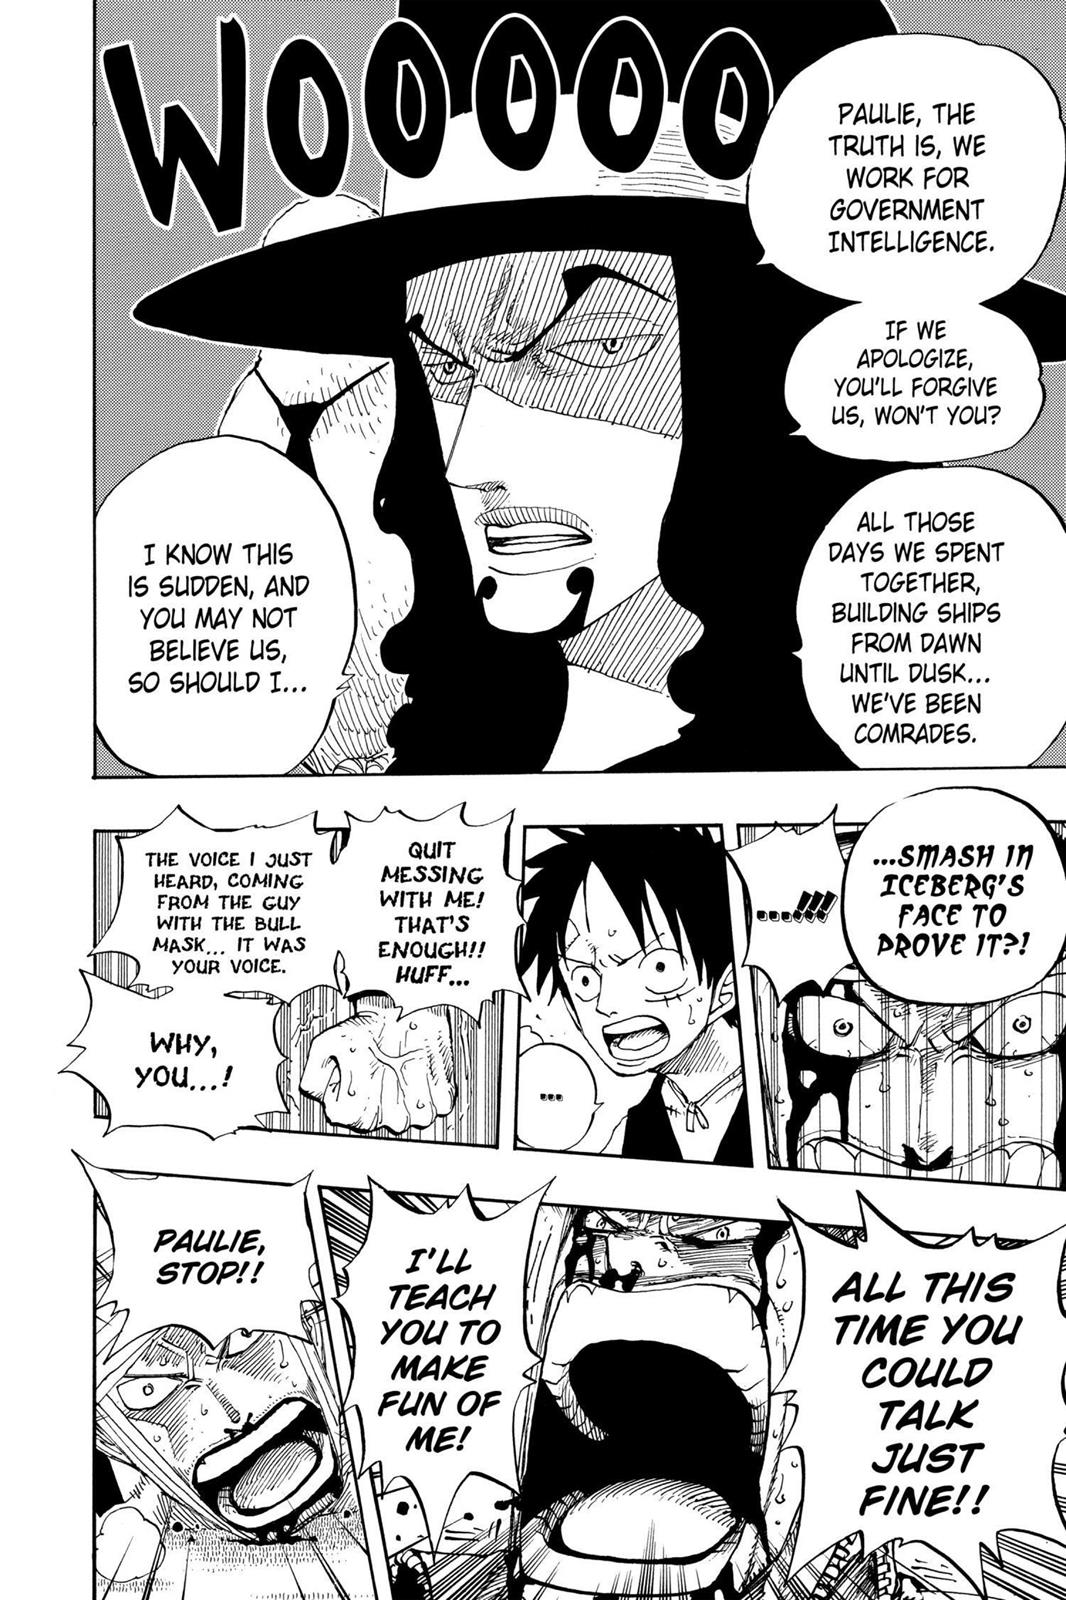 WOOOOO
PAULIE, THE
TRUTH IS, WE
WORK FOR
GOVERNMENT
INTELLIGENCE.
IF WE
APOLOGIZE,
YOU'LL FORGIVE
US, WON'T YOU?
ALL THOSE
DAYS WE SPENT
TOGETHER,
BUILDING SHIPS
FROM DAWN
UNTIL DUSK...
WE'VE BEEN
COMRADES.
I KNOW THIS
IS SUDDEN, AND
YOU MAY NOT
BELIEVE US,
SO SHOULD I...
...SMASH IN
ICEBERG'S
FACE TO
PROVE IT?!
......!!!
...
QUIT
MESSING
WITH ME!
THAT'S
ENOUGH!!
HUFF...
THE VOICE I JUST
HEARD, COMING
FROM THE GUY
WITH THE BULL
MASK... IT WAS
YOUR VOICE.
WHY,
YOU...!
ALL THIS
TIME YOU
COULD
TALK
JUST
FINE!!
I'LL
TEACH
YOU TO
MAKE
FUN OF
ME!
PAULIE,
STOP!!